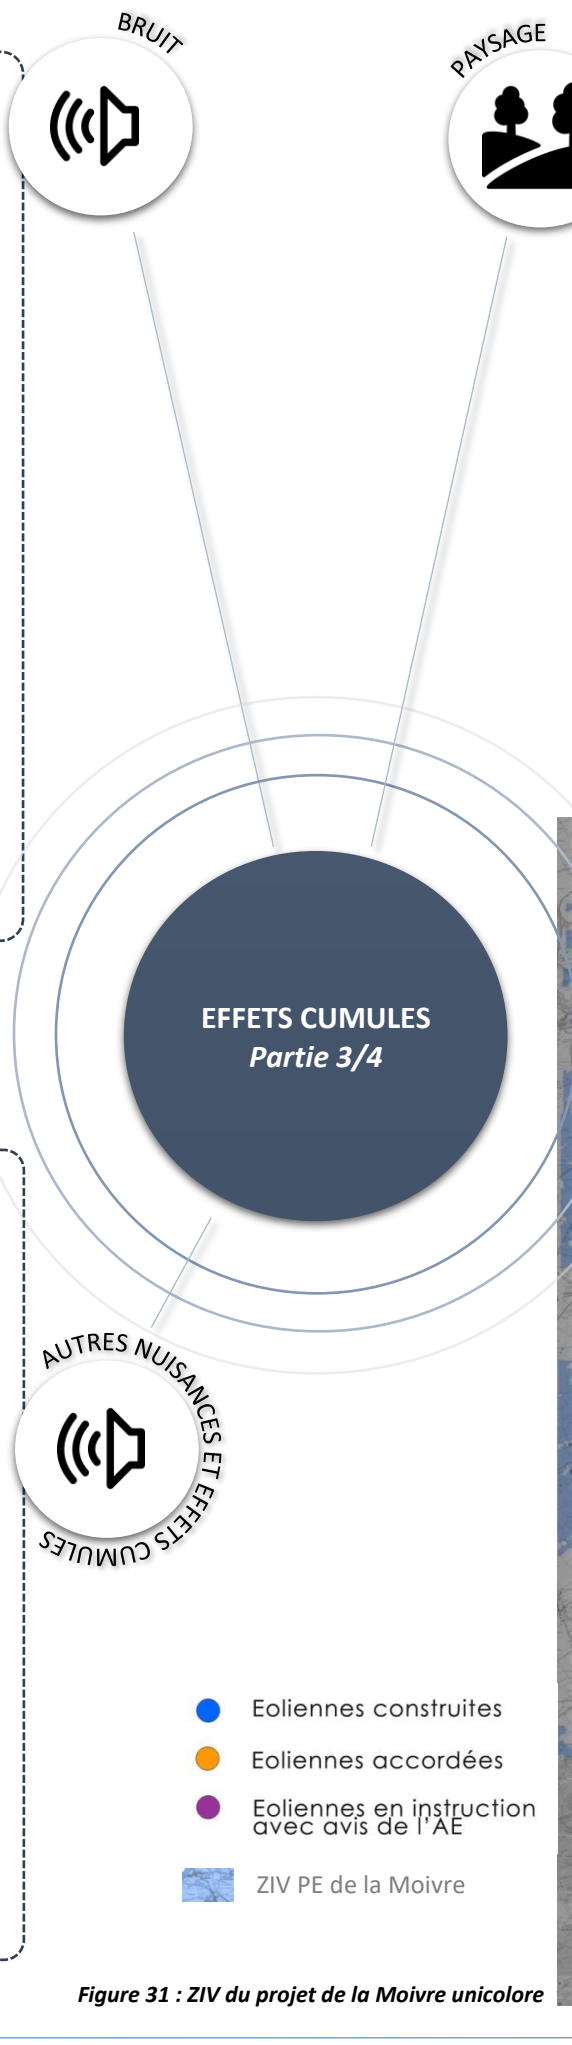 BRUIT
PAYSAGE
EFFETS CUMULES
Partie 3/4
AUTRES NUISANCES ET EFFETS CUMULES
Eoliennes construites
Eoliennes accordées
Eoliennes en instruction
avec avis de l'AE
ZIV PE de la Moivre
Figure 31 : ZIV du projet de la Moivre unicolore